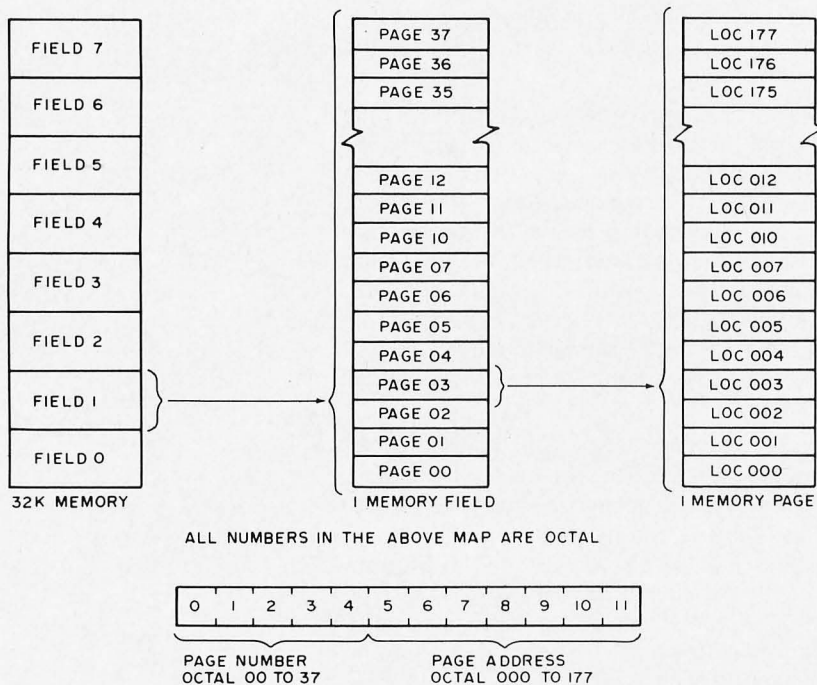 FIELD 7
FIELD 6
FIELD 5
FIELD 4
FIELD 3
FIELD 2
FIELD 1
FIELD 0
32K MEMORY
PAGE 37
PAGE 36
PAGE 35
PAGE 12
PAGE 11
PAGE 10
PAGE 07
PAGE 06
PAGE 05
PAGE 04
PAGE 03
PAGE 02
PAGE 01
PAGE 00
1 MEMORY FIELD
LOC 177
LOC 176
LOC 175
LOC 012
LOC 011
LOC 010
LOC 007
LOC 006
LOC 005
LOC 004
LOC 003
LOC 002
LOC 001
LOC 000
1 MEMORY PAGE
ALL NUMBERS IN THE ABOVE MAP ARE OCTAL
0 1 2 3 4 5 6 7 8 9 10 11
PAGE NUMBER
OCTAL 00 TO 37
PAGE ADDRESS
OCTAL 000 TO 177